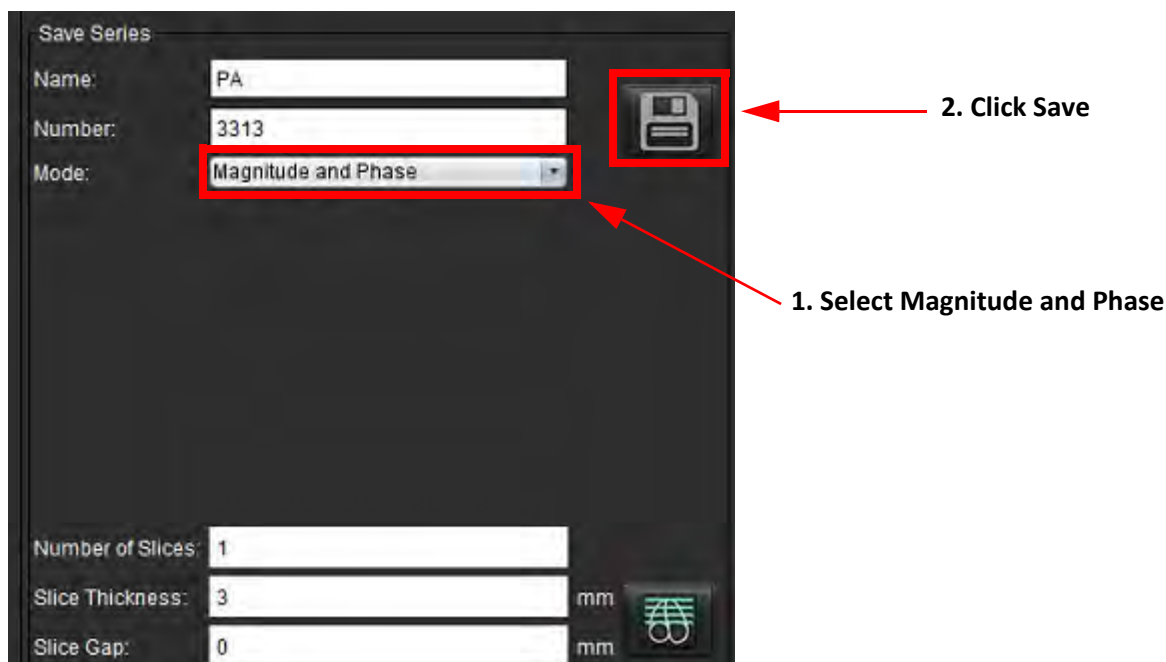 Save Series
Name: PA
Number: 3313
Mode: Magnitude and Phase
2. Click Save
1. Select Magnitude and Phase
Number of Slices: 1
Slice Thickness: 3 mm
Slice Gap: 0 mm